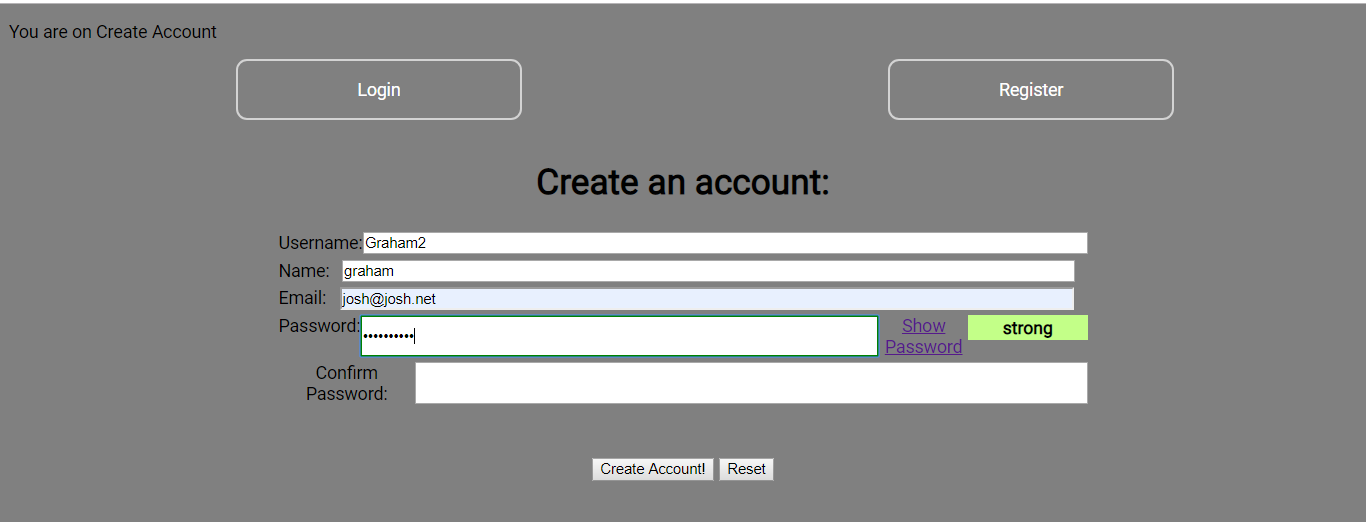 You are on Create Account
Login
Register
Create an account:
Username: Graham2
Name: graham
Email: josh@josh.net
Password: •••••••••• Show Password strong
Confirm Password:
Create Account! Reset